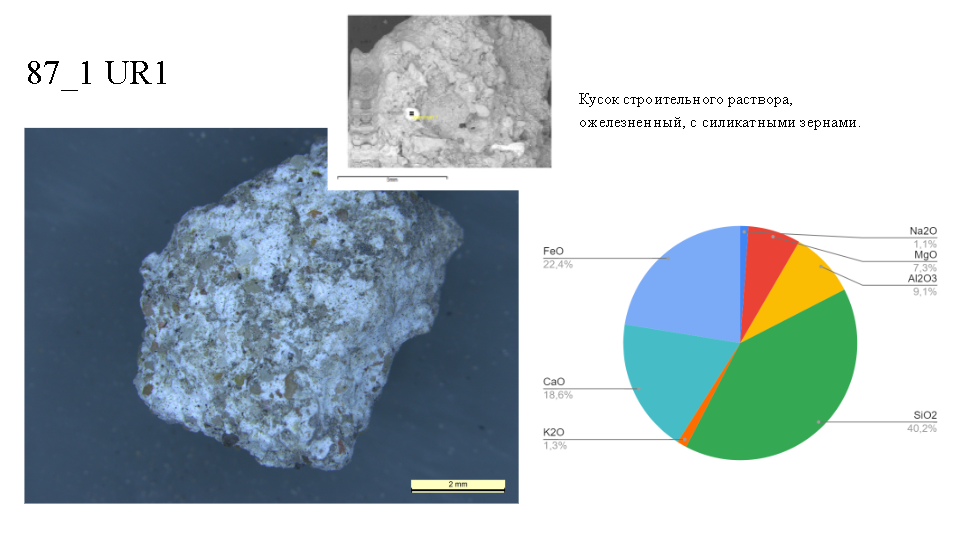 87_1 UR1
Кусок строительного раствора,
ожелезненный, с силикатными зернами.
3mm
2 mm
Na2O
1,1%
MgO
7,3%
Al2O3
9,1%
SiO2
40,2%
FeO
22,4%
CaO
18,6%
K2O
1,3%